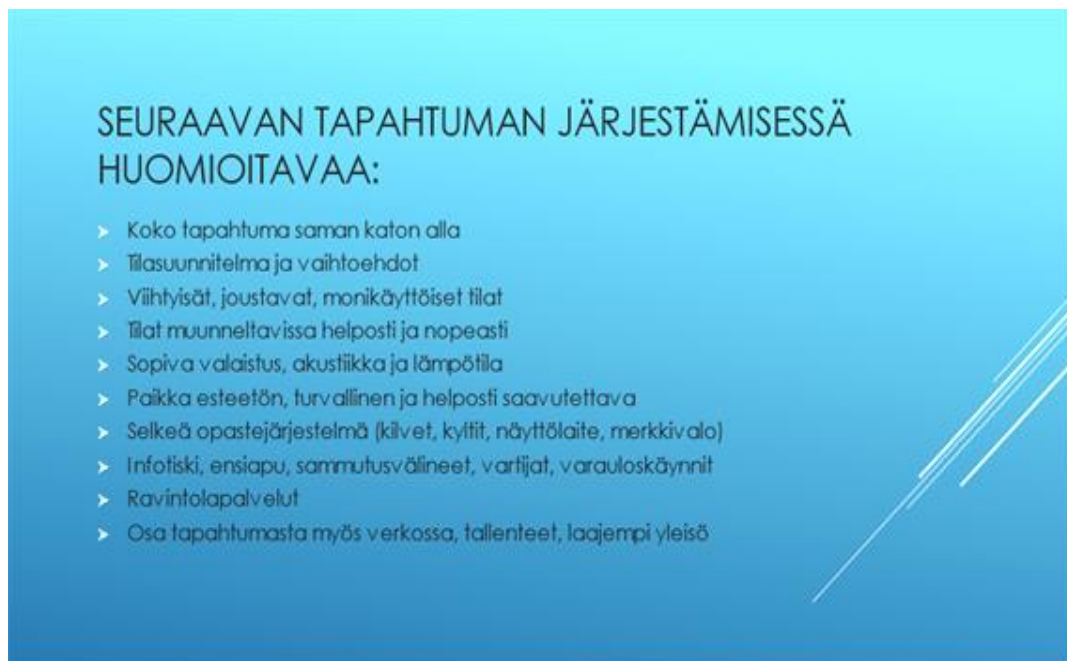 SEURAAVAN TAPAHTUMAN JÄRJESTÄMISESSÄ
HUOMIOITAVAA:
Koko tapahtuma saman katon alla
Tilasuunnitelma ja vaihtoehdot
Viihtyisät, joustavat, monikäyttöiset tilat
Tilat muunneltavissa helposti ja nopeasti
Sopiva valaistus, akustiikka ja lämpötila
Paikka esteetön, turvallinen ja helposti saavutettava
Selkeä opastejärjestelmä (kilvet, kyltit, näyttölaite, merkkivalo)
Infotiski, ensiapu, sammutusvälineet, vartijat, varauloskäynnit
Ravintolapalvelut
Osa tapahtumasta myös verkossa, tallenteet, laajempi yleisö